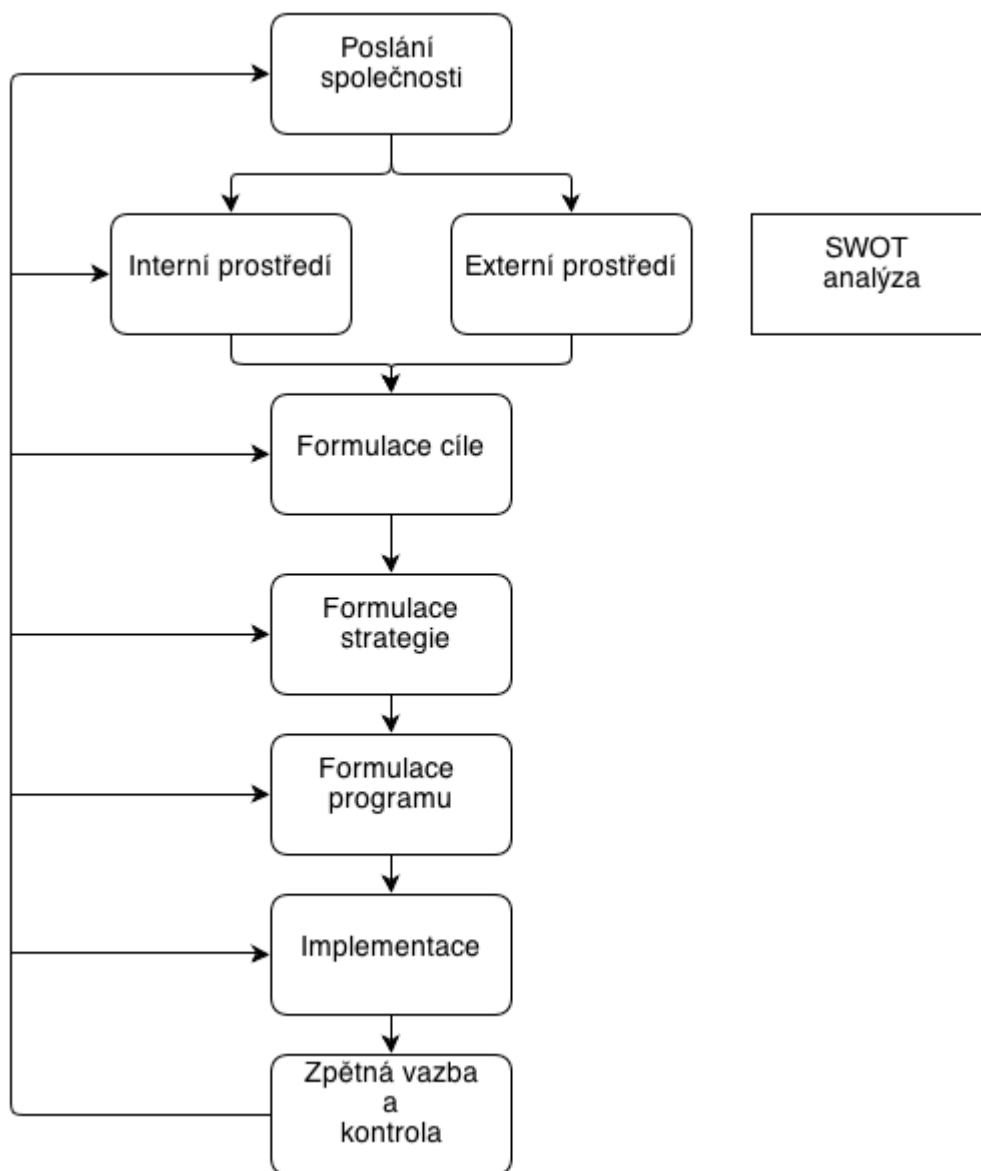 Poslání
společnosti
Interní prostředí
Externí prostředí
SWOT
analýza
Formulace cíle
Formulace
strategie
Formulace
programu
Implementace
Zpětná vazba
a
kontrola